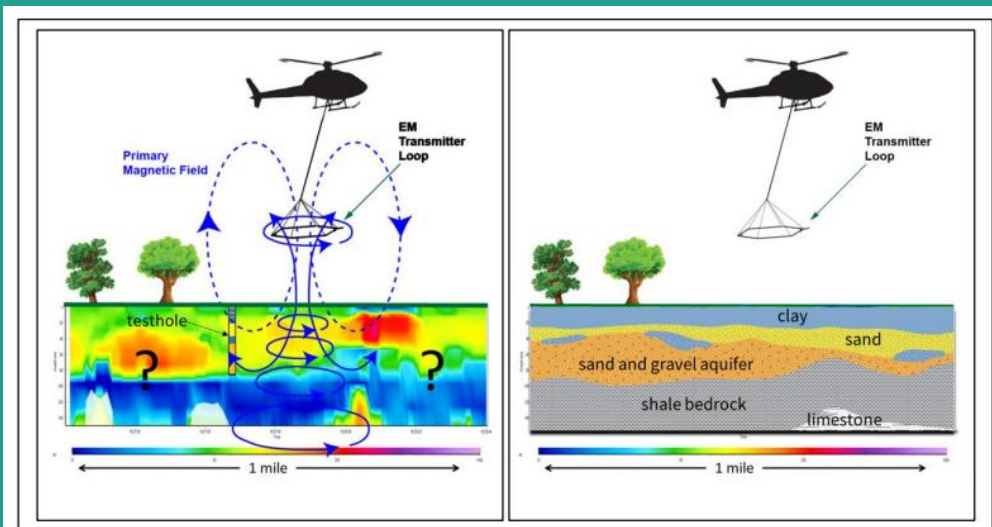 EM
Transmitter
Loop
Primary
Magnetic Field
testhole
?
?
1 mile
EM
Transmitter
Loop
clay
sand
sand and gravel aquifer
shale bedrock
limestone
1 mile